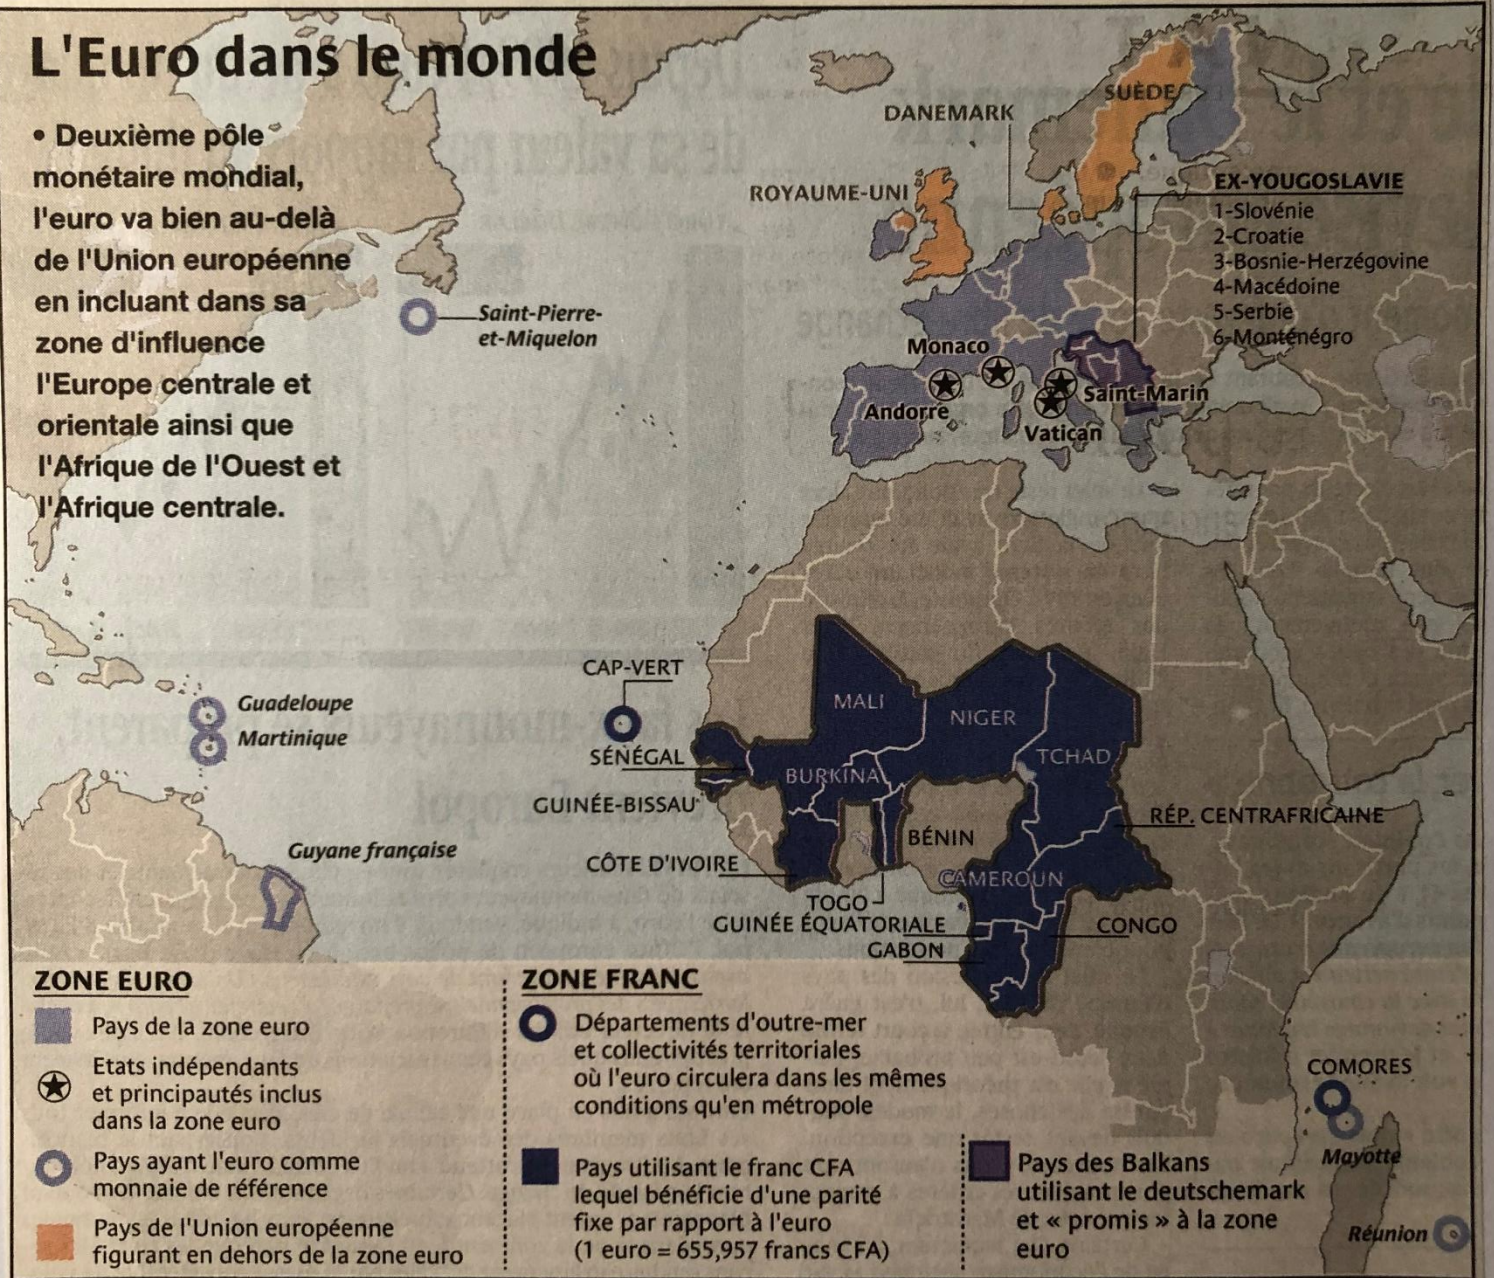 L'Euro dans le monde
• Deuxième pôle
monétaire mondial,
l'euro va bien au-delà
de l'Union européenne
en incluant dans sa
zone d'influence
l'Europe centrale et
orientale ainsi que
l'Afrique de l'Ouest et
l'Afrique centrale.
SUÈDE
DANEMARK
ROYAUME-UNI
EX-YOUGOSLAVIE
1-Slovénie
2-Croatie
3-Bosnie-Herzégovine
4-Macédoine
5-Serbie
6-Monténégro
Saint-Pierre-
et-Miquelon
Monaco
Andorre
Saint-Marin
Vatican
CAP-VERT
Guadeloupe
Martinique
MALI
NIGER
TCHAD
SÉNÉGAL
BURKINA
GUINÉE-BISSAU
RÉP. CENTRAFRICAINE
BÉNIN
Guyane française
CÔTE D'IVOIRE
CAMEROUN
TOGO
GUINÉE ÉQUATORIALE
CONGO
GABON
ZONE EURO
Pays de la zone euro
Etats indépendants
et principautés inclus
dans la zone euro
Pays ayant l'euro comme
monnaie de référence
Pays de l'Union européenne
figurant en dehors de la zone euro
ZONE FRANC
Départements d'outre-mer
et collectivités territoriales
où l'euro circulera dans les mêmes
conditions qu'en métropole
Pays utilisant le franc CFA
lequel bénéficie d'une parité
fixe par rapport à l'euro
(1 euro = 655,957 francs CFA)
Pays des Balkans
utilisant le deutschemark
et « promis » à la zone
euro
COMORES
Mayotte
Réunion